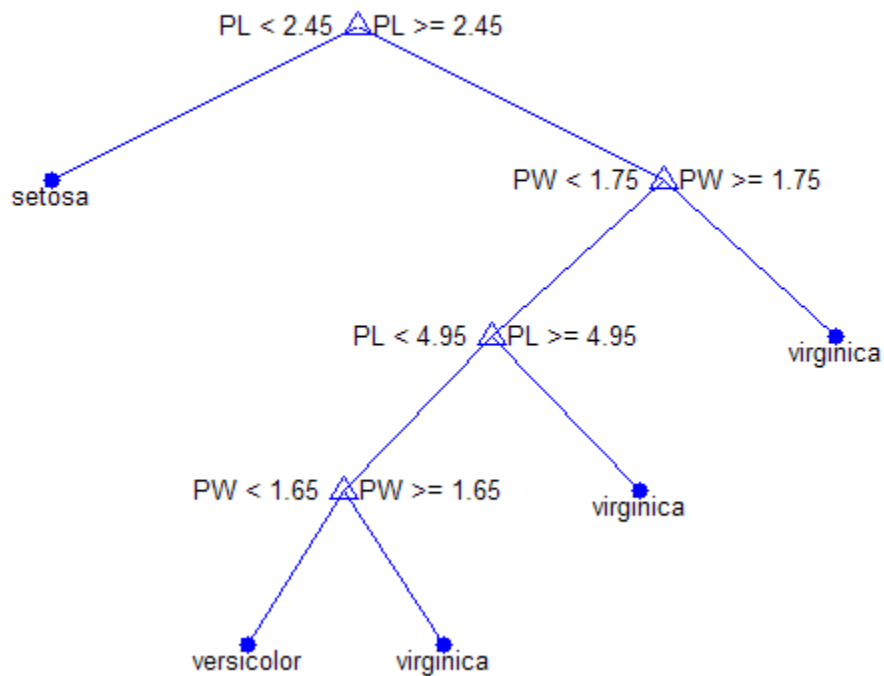 PL < 2.45 PL >= 2.45
setosa
PW < 1.75 PW >= 1.75
PL < 4.95 PL >= 4.95
virginica
PW < 1.65 PW >= 1.65
virginica
versicolor virginica